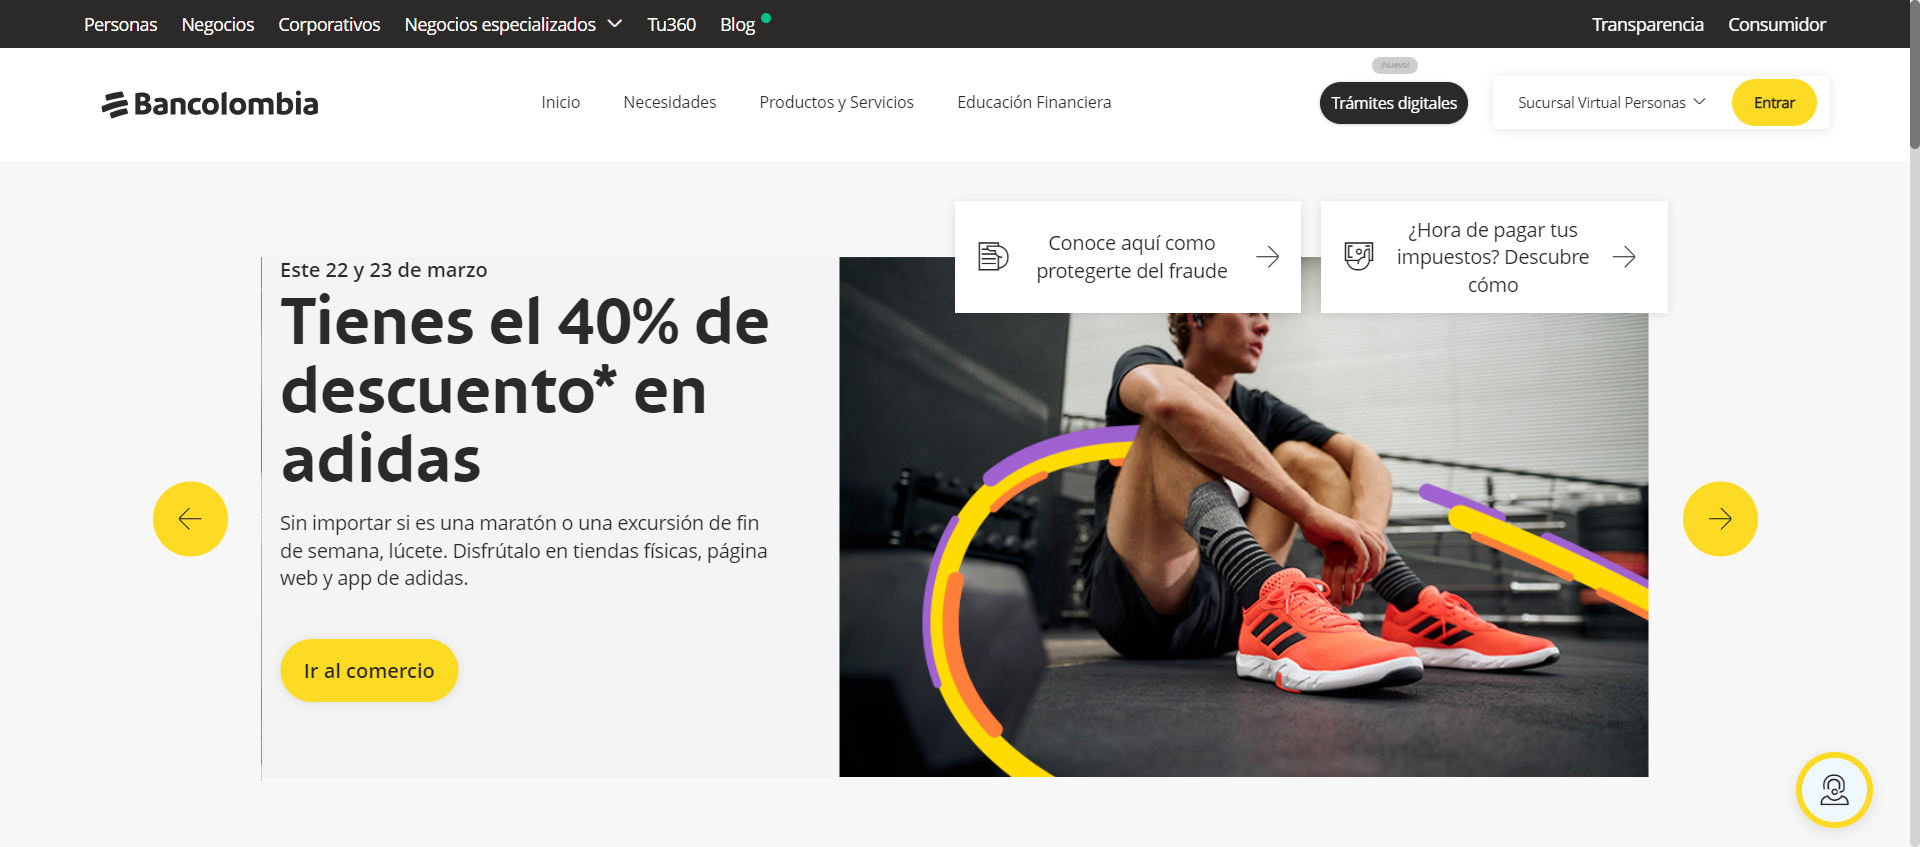 Personas Negocios Corporativos Negocios especializados Tu360 Blog Transparencia Consumidor
¡Nuevo!
Bancolombia Inicio Necesidades Productos y Servicios Educación Financiera Trámites digitales Sucursal Virtual Personas Entrar
Conoce aquí como
protegerte del fraude
¿Hora de pagar tus
impuestos? Descubre
cómo
Este 22 y 23 de marzo
Tienes el 40% de
descuento* en
adidas
Sin importar si es una maratón o una excursión de fin
de semana, lúcete. Disfrútalo en tiendas físicas, página
web y app de adidas.
Ir al comercio